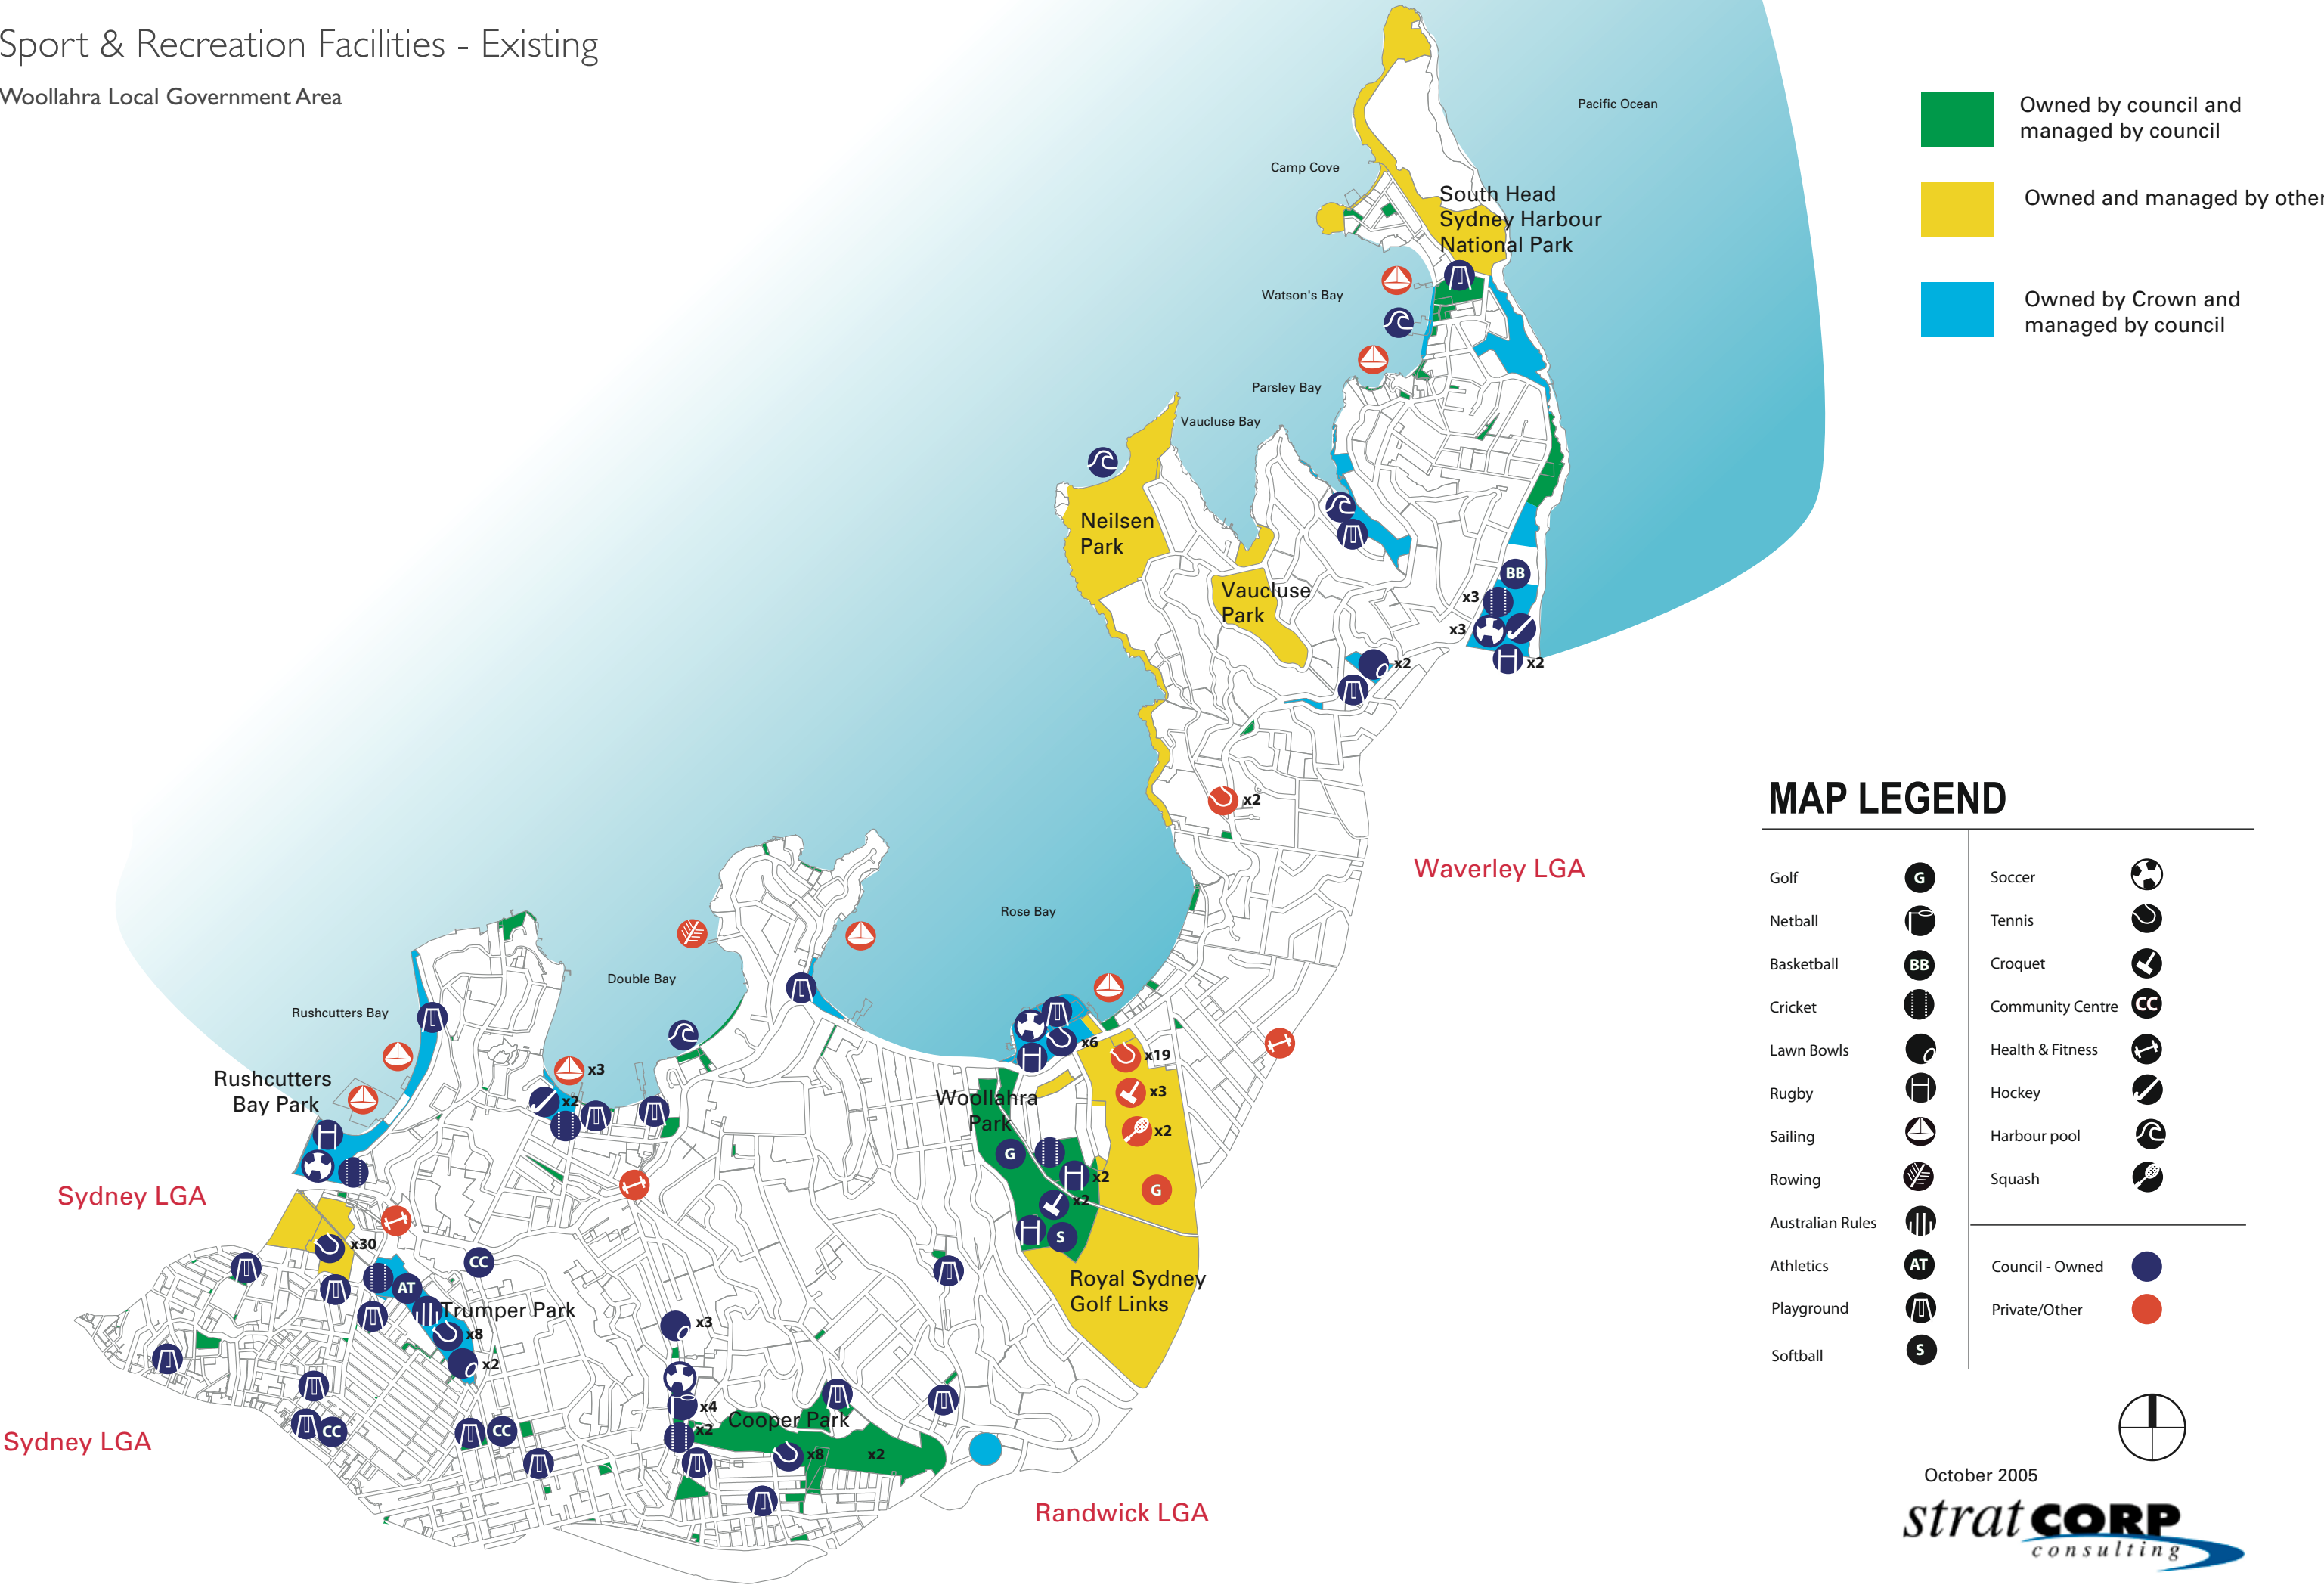 Sport & Recreation Facilities - Existing
Woollahra Local Government Area
Pacific Ocean
Owned by council and
managed by council
Owned and managed by other
Owned by Crown and
managed by council
Camp Cove
South Head
Sydney Harbour
National Park
Watson's Bay
Parsley Bay
Vaucluse Bay
Neilsen
Park
Vaucluse
Park
BB
x3
x3
x2
x2
x2
Waverley LGA
Rose Bay
Double Bay
Rushcutters Bay
Rushcutters
Bay Park
x3
x2
x6
x19
x3
x2
Woollahra
Park
G
x2
x2
G
S
Sydney LGA
x30
CC
AT
Trumper Park
x8
x2
Royal Sydney
Golf Links
x3
x4
x2
Cooper Park
x8
x2
CC
CC
Sydney LGA
Randwick LGA
MAP LEGEND
Golf
G
Netball
Basketball
BB
Cricket
Lawn Bowls
Rugby
Sailing
Rowing
Australian Rules
Athletics
AT
Playground
Softball
S
Soccer
Tennis
Croquet
Community Centre
CC
Health & Fitness
Hockey
Harbour pool
Squash
Council - Owned
Private/Other
October 2005
stratCORP
consulting